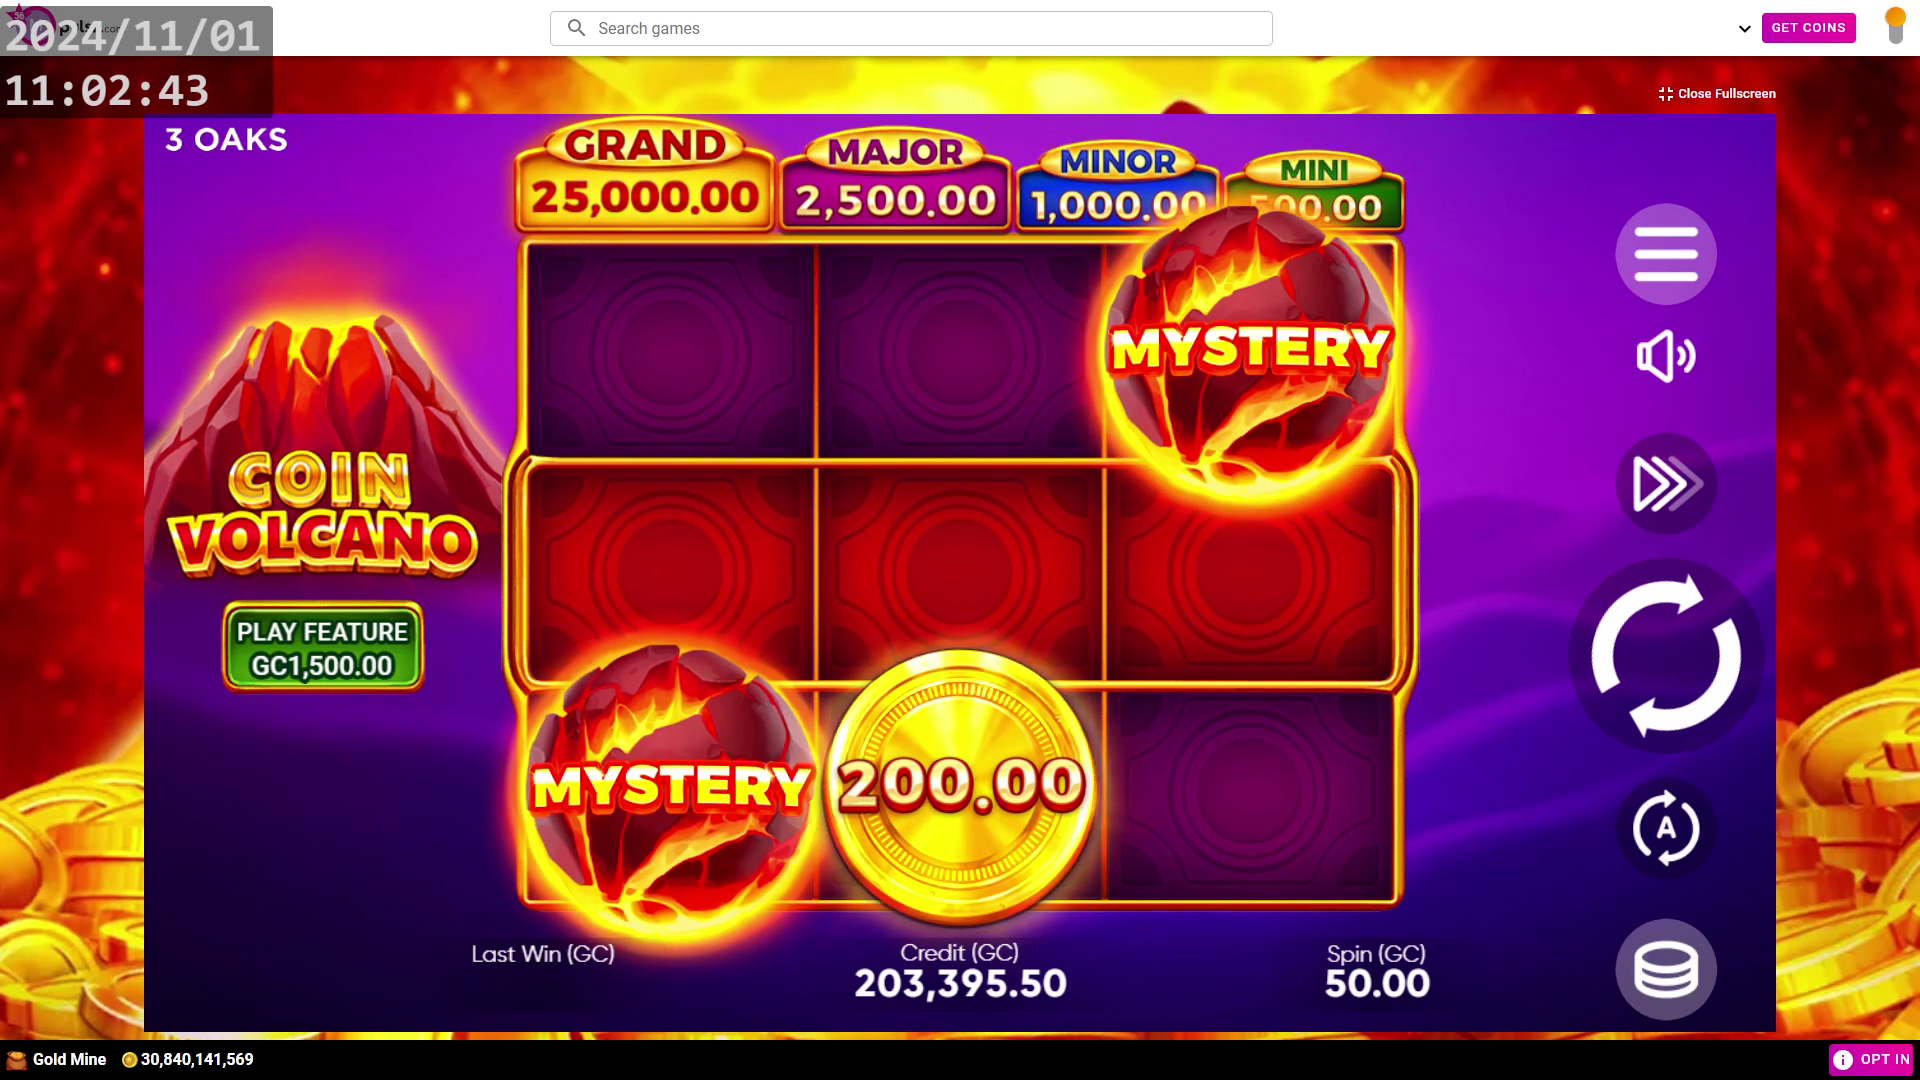 2024/11/01
11:02:43
Search games
GET COINS
Close Fullscreen
3 OAKS
GRAND
25,000.00
MAJOR
2,500.00
MINOR
1,000.00
MINI
500.00
MYSTERY
COIN
VOLCANO
PLAY FEATURE
GC1,500.00
MYSTERY
200.00
A
Last Win (GC)
Credit (GC)
203,395.50
Spin (GC)
50.00
Gold Mine
30,840,141,569
OPT IN